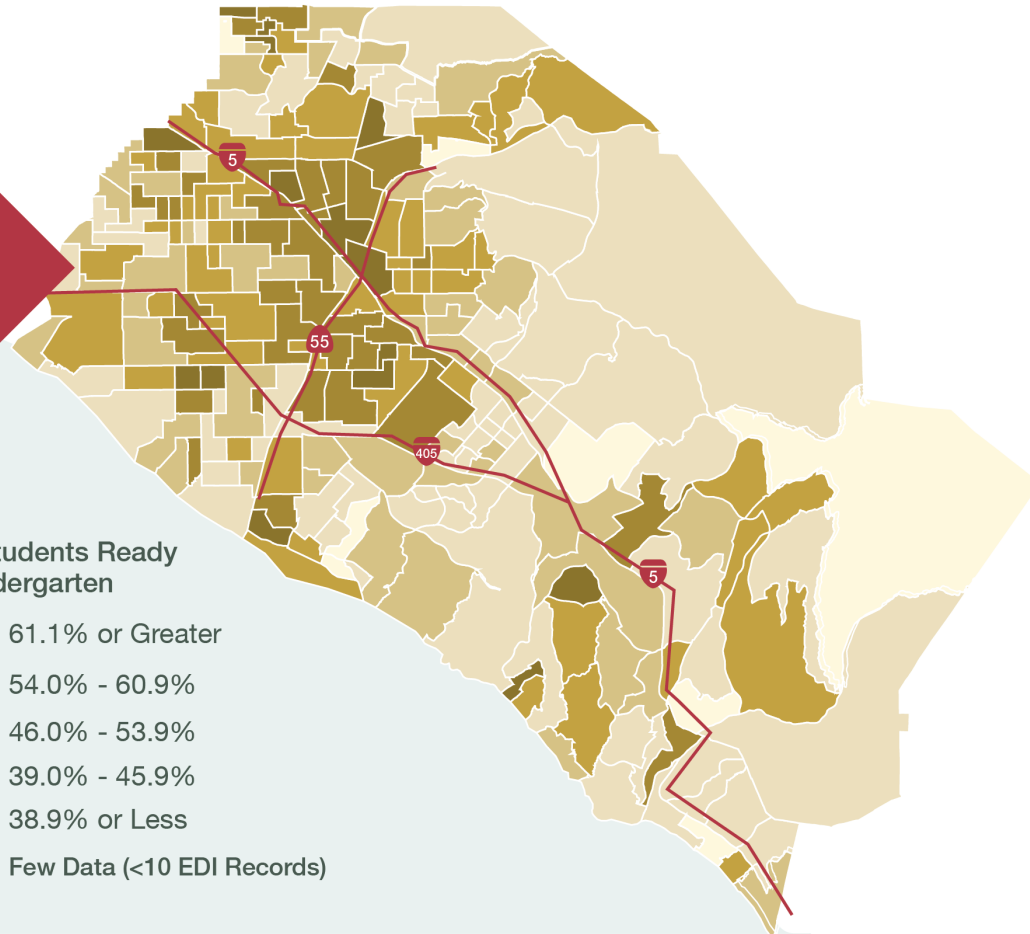 5
55
405
5
tudents Ready
dergarten
61.1% or Greater
54.0% - 60.9%
46.0% - 53.9%
39.0% - 45.9%
38.9% or Less
Few Data (<10 EDI Records)